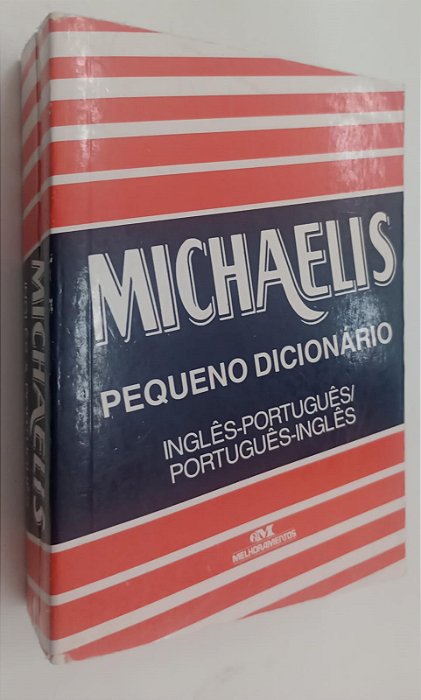 MICHAELIS
PEQUENO DICIONÁRIO
INGLÊS-PORTUGUÊS/
PORTUGUÊS-INGLÊS
MELHORAMENTOS
MICHAELIS